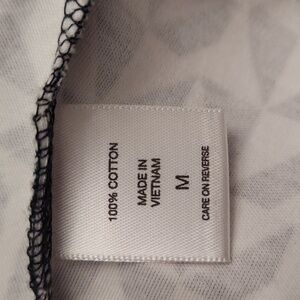 100% COTTON
MADE IN
VIETNAM
M
CARE ON REVERSE